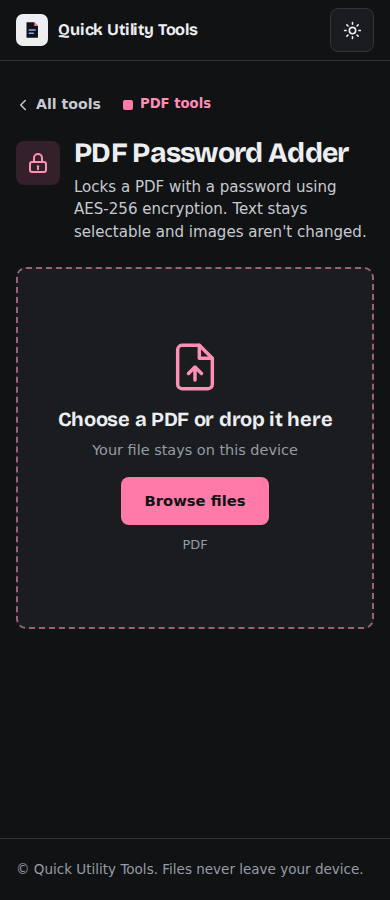 Quick Utility Tools
All tools
PDF tools
PDF Password Adder
Locks a PDF with a password using
AES-256 encryption. Text stays
selectable and images aren't changed.
Choose a PDF or drop it here
Your file stays on this device
Browse files
PDF
© Quick Utility Tools. Files never leave your device.